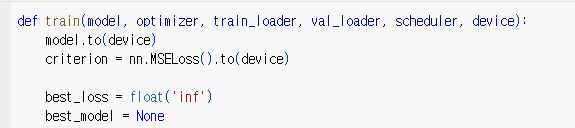 def train(model, optimizer, train_loader, val_loader, scheduler, device):
    model.to(device)
    criterion = nn.MSELoss().to(device)
    best_loss = float('inf')
    best_model = None